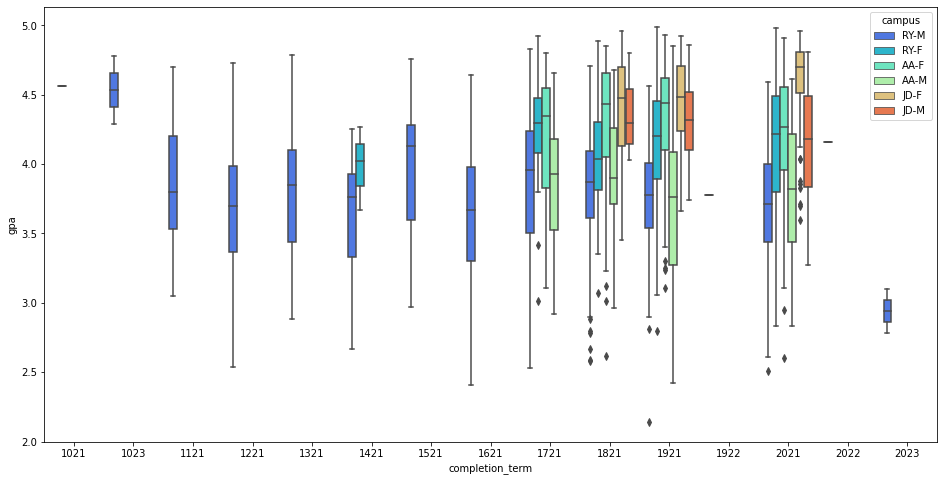 campus
RY-M
RY-F
AA-F
AA-M
JD-F
JD-M
5.0
4.5
4.0
3.5
3.0
2.5
2.0
gpa
1021 1023 1121 1221 1321 1421 1521 1621 1721 1821 1921 1922 2021 2022 2023
completion_term